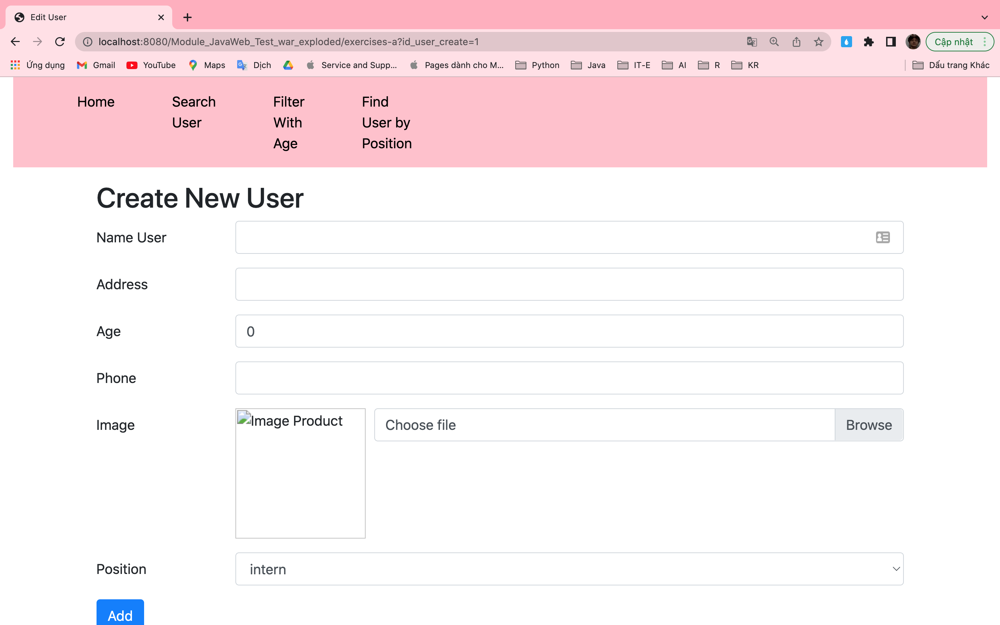 Edit User
localhost:8080/Module_JavaWeb_Test_war_exploded/exercises-a?id_user_create=1
Cập nhật
Ứng dụng Gmail YouTube Maps Dịch Service and Supp... Pages dành cho M... Python Java IT-E AI R KR Dấu trang Khác
Home Search Filter Find
User With User by
Age Position
Create New User
Name User
Address
Age 0
Phone
Image Image Product Choose file Browse
Position intern
Add